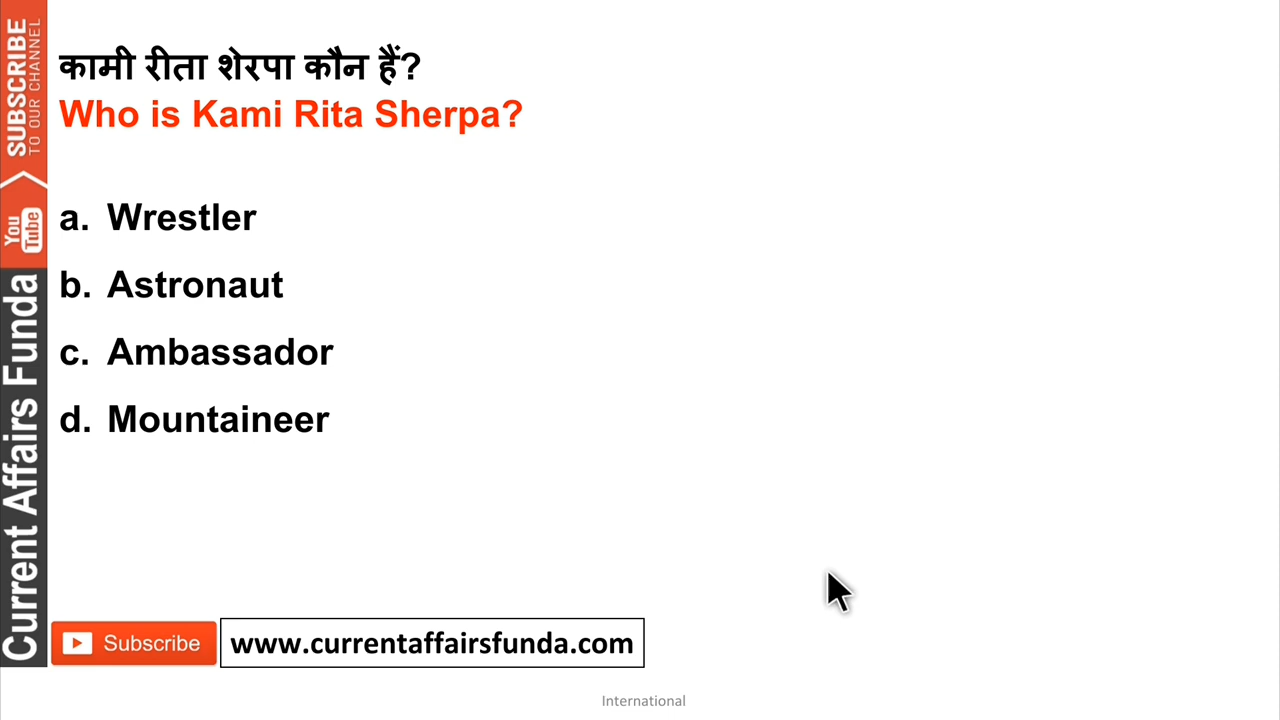 कामी रीता शेरपा कौन हैं?
Who is Kami Rita Sherpa?
a. Wrestler
b. Astronaut
c. Ambassador
d. Mountaineer
SUBSCRIBE
TO OUR CHANNEL
You
Tube
Current Affairs Funda
Subscribe
www.currentaffairsfunda.com
International